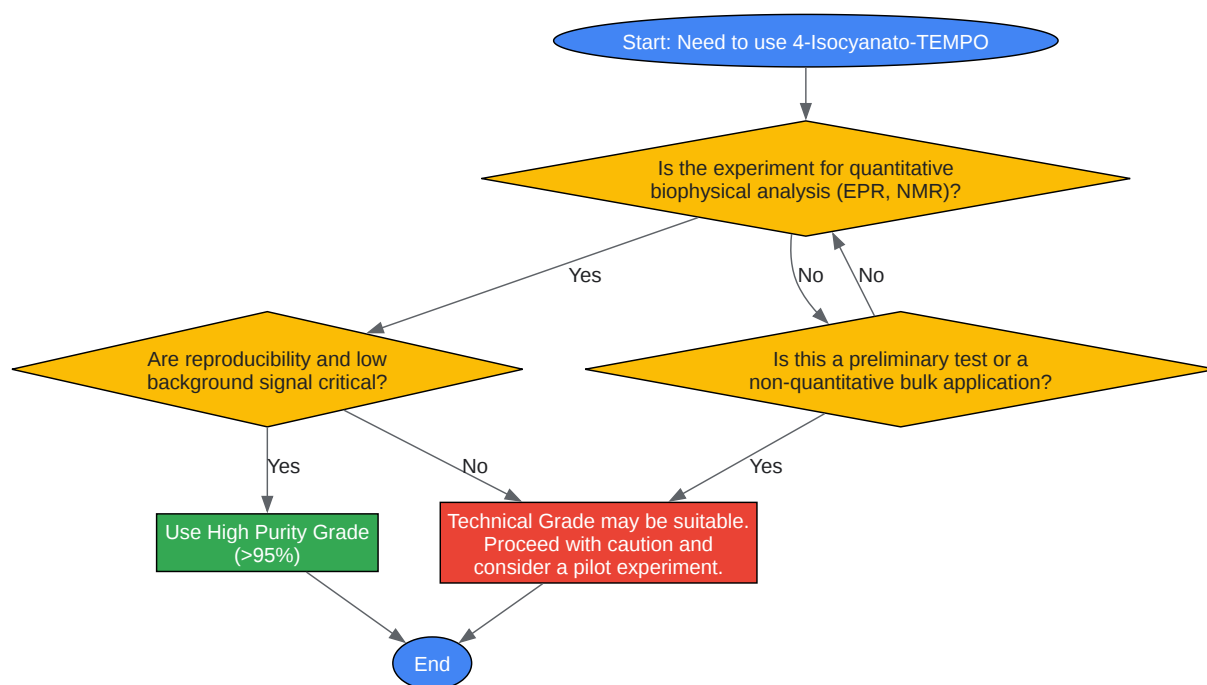 Start: Need to use 4-Isocyanato-TEMPO
Is the experiment for quantitative
biophysical analysis (EPR, NMR)?
Yes
No
No
Are reproducibility and low
background signal critical?
Is this a preliminary test or a
non-quantitative bulk application?
Yes
No
Yes
Use High Purity Grade
(>95%)
Technical Grade may be suitable.
Proceed with caution and
consider a pilot experiment.
End